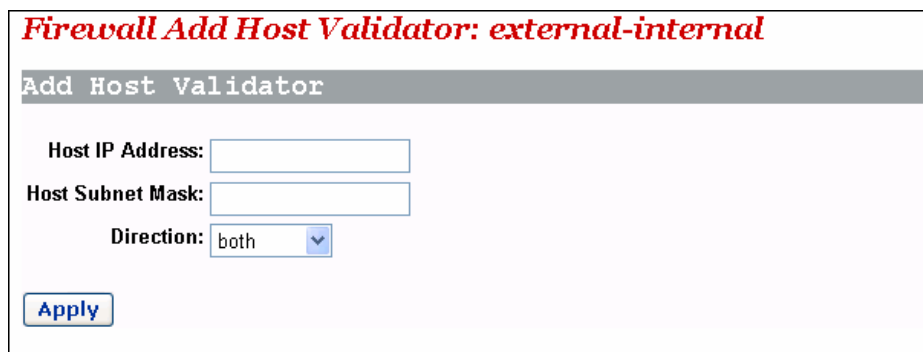 Firewall Add Host Validator: external-internal
Add Host Validator
Host IP Address:
Host Subnet Mask:
Direction: both
Apply